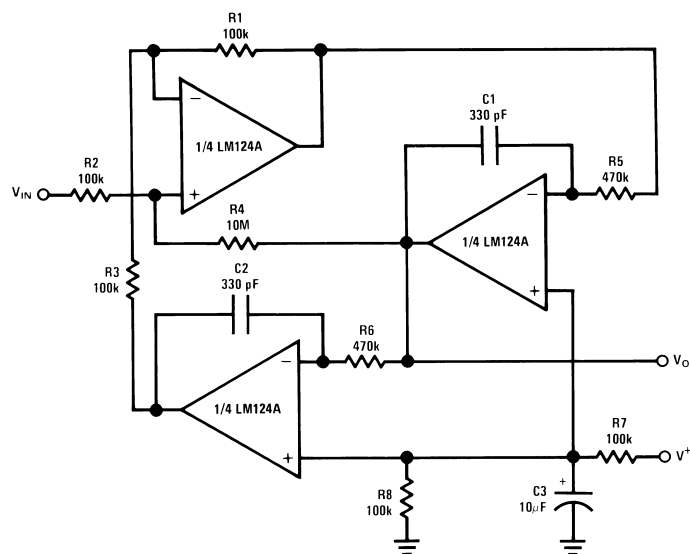 R1
100k
C1
330 pF
1/4 LM124A
R2
100k
R5
470k
VIN
R4
10M
1/4 LM124A
R3
100k
C2
330 pF
R6
470k
VO
1/4 LM124A
R7
100k
V+
R8
100k
C3
10μF